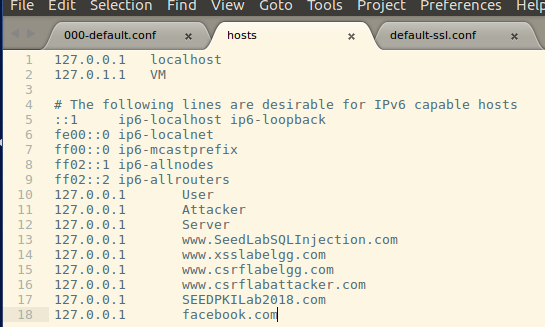 File Edit Selection Find View Goto Tools Project Preferences Help
000-default.conf × hosts × default-ssl.conf ×
1 127.0.0.1 localhost
2 127.0.1.1 VM
3
4 # The following lines are desirable for IPv6 capable hosts
5 ::1 ip6-localhost ip6-loopback
6 fe00::0 ip6-localnet
7 ff00::0 ip6-mcastprefix
8 ff02::1 ip6-allnodes
9 ff02::2 ip6-allrouters
10 127.0.0.1 User
11 127.0.0.1 Attacker
12 127.0.0.1 Server
13 127.0.0.1 www.SeedLabSQLInjection.com
14 127.0.0.1 www.xsslabelgg.com
15 127.0.0.1 www.csrflabelgg.com
16 127.0.0.1 www.csrflabattacker.com
17 127.0.0.1 SEEDPKILab2018.com
18 127.0.0.1 facebook.com